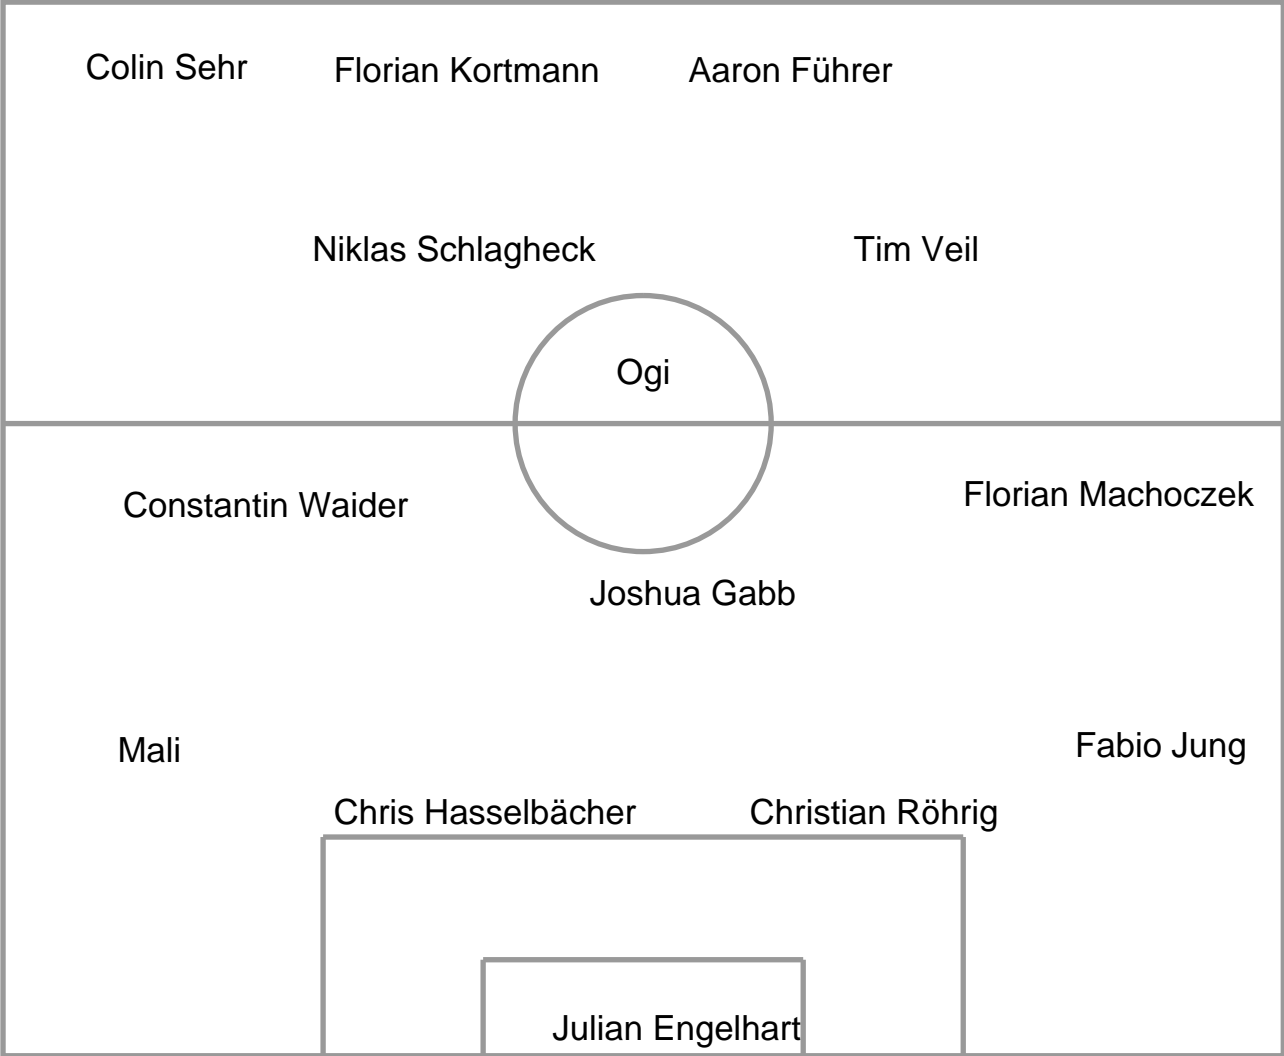 Colin Sehr
Florian Kortmann
Aaron Führer
Niklas Schlagheck
Tim Veil
Ogi
Constantin Waider
Florian Machoczek
Joshua Gabb
Mali
Fabio Jung
Chris Hasselbächer
Christian Röhrig
Julian Engelhart